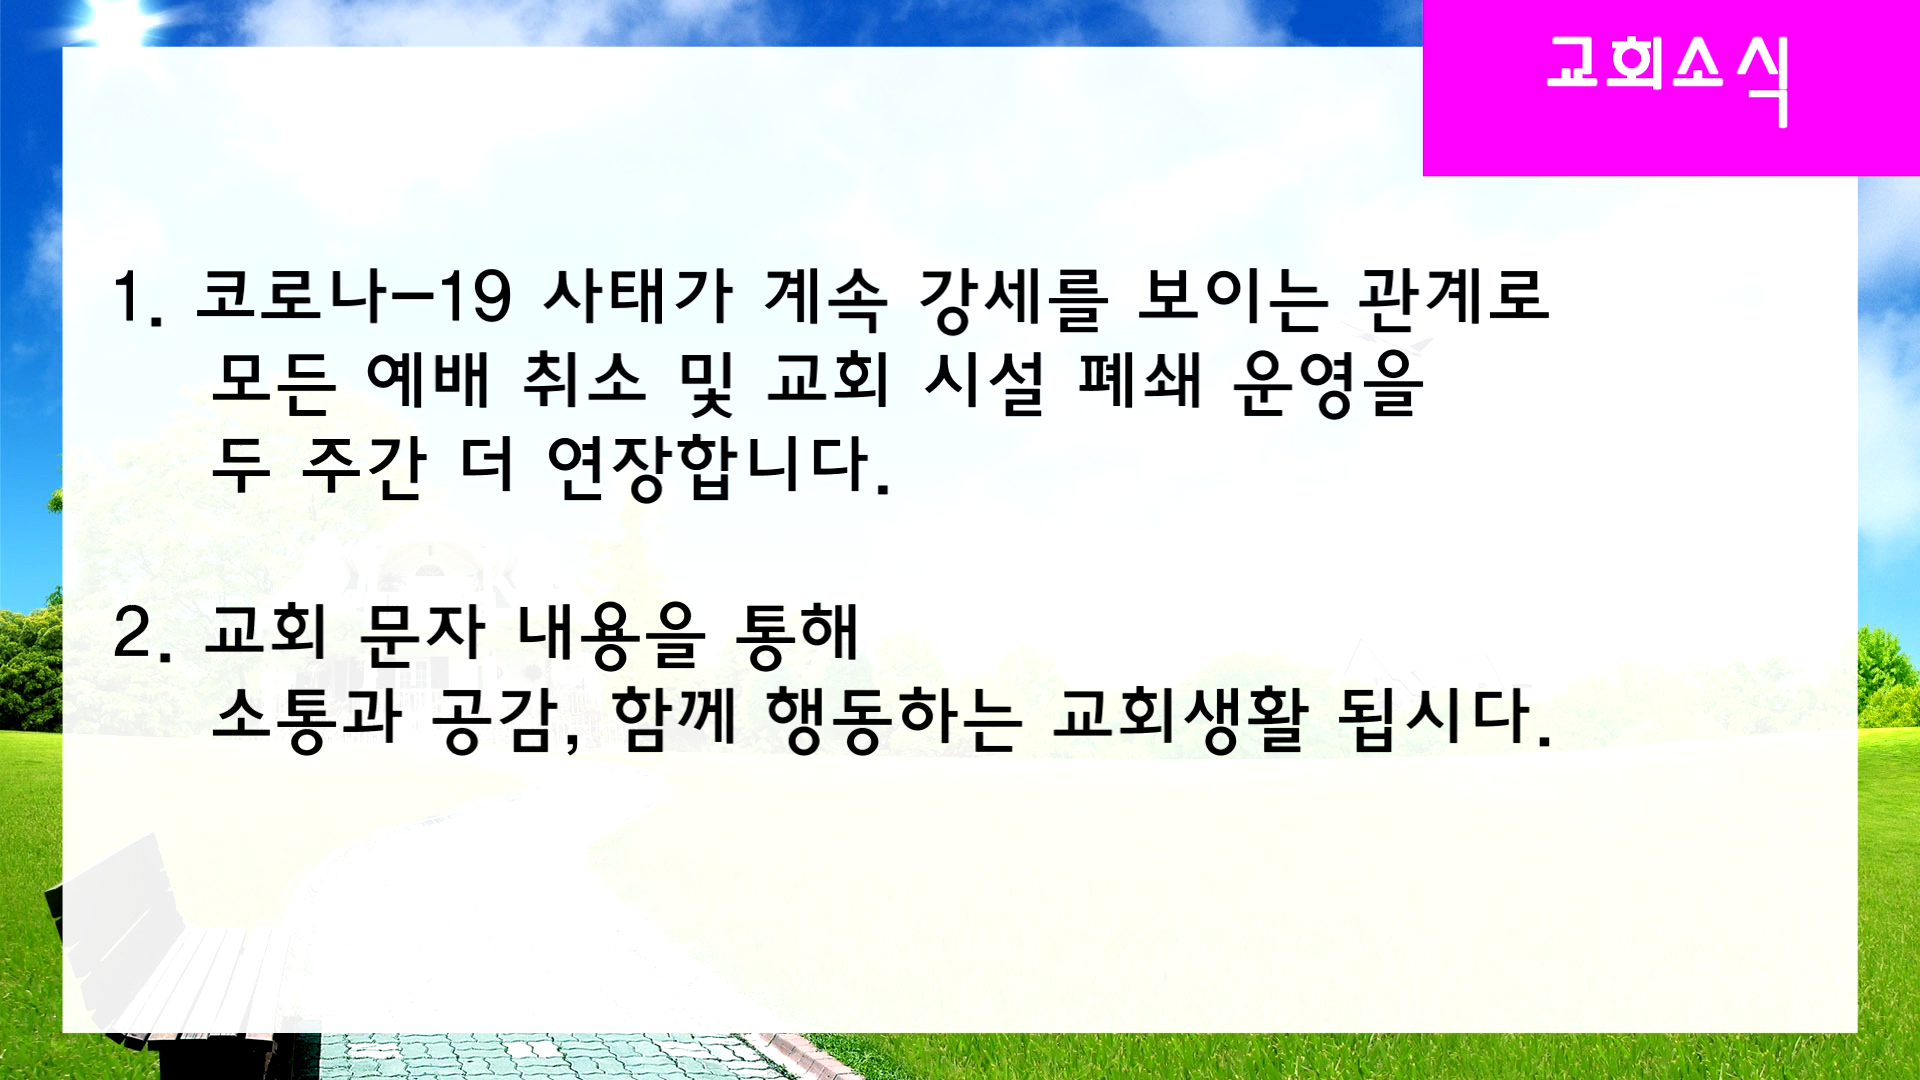 교회소식
1. 코로나-19 사태가 계속 강세를 보이는 관계로
모든 예배 취소 및 교회 시설 폐쇄 운영을
두 주간 더 연장합니다.
2. 교회 문자 내용을 통해
소통과 공감, 함께 행동하는 교회생활 됩시다.